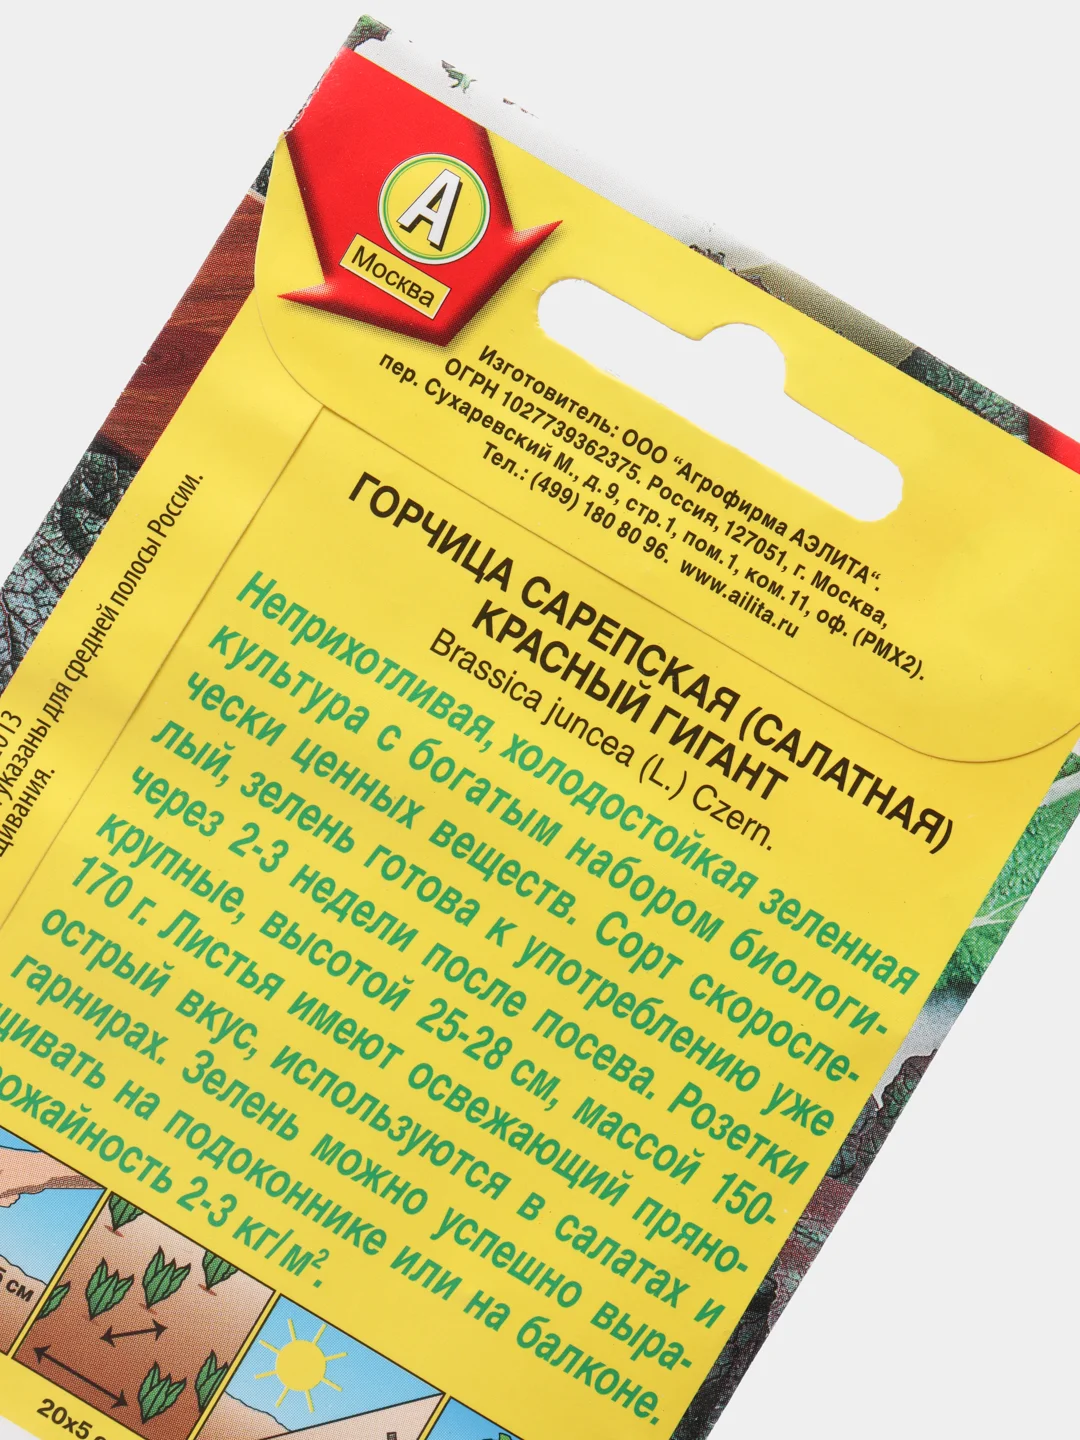 А
Москва
Изготовитель: ООО “Агрофирма АЭЛИТА“.
ОГРН 1027739362375. Россия, 127051, г. Москва,
пер. Сухаревский М., д. 9, стр. 1, пом. 1, ком. 11, оф. (РМХ2).
Тел.: (499) 180 80 96. www.ailita.ru
ГОРЧИЦА САРЕПСКАЯ (САЛАТНАЯ)
КРАСНЫЙ ГИГАНТ
Brassica juncea (L.) Czern.
Неприхотливая, холодостойкая зеленная
культура с богатым набором биологи-
чески ценных веществ. Сорт скороспе-
лый, зелень готова к употреблению уже
через 2-3 недели после посева. Розетки
крупные, высотой 25-28 см, массой 150-
170 г. Листья имеют освежающий пряно-
острый вкус, используются в салатах и
гарнирах. Зелень можно успешно выра-
щивать на подоконнике или на балконе.
2-3 кг/м².
указаны для средней полосы России.
см
20х5